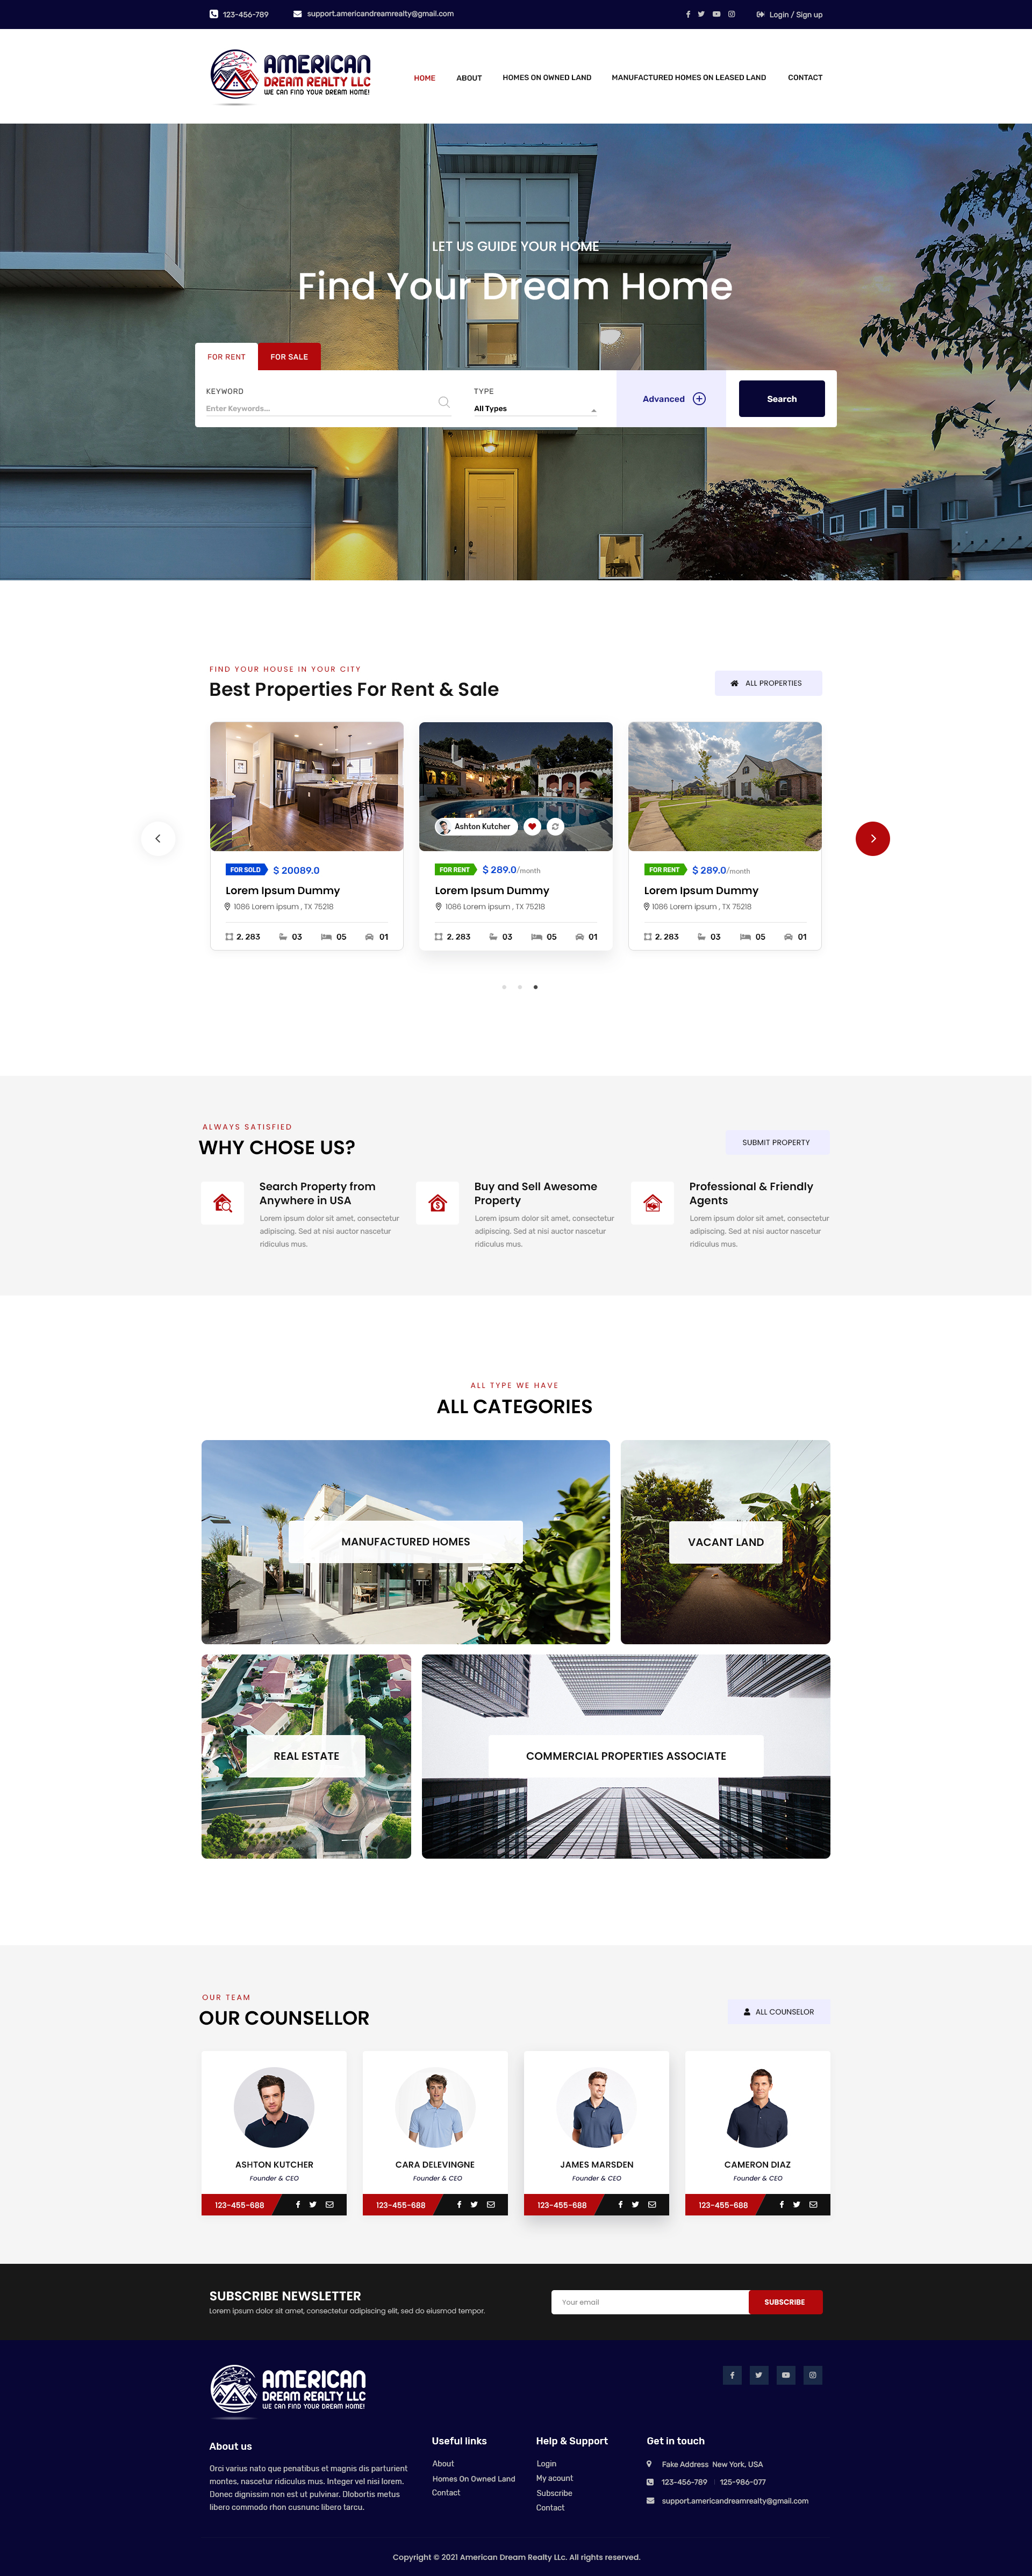 123-456-789
support.americandreamrealty@gmail.com
Login / Sign up
AMERICAN
DREAM REALTY LLC
WE CAN FIND YOUR DREAM HOME!
HOME
ABOUT
HOMES ON OWNED LAND
MANUFACTURED HOMES ON LEASED LAND
CONTACT
LET US GUIDE YOUR HOME
Find Your Dream Home
FOR RENT
FOR SALE
KEYWORD
Enter Keywords...
TYPE
All Types
Advanced
Search
FIND YOUR HOUSE IN YOUR CITY
Best Properties For Rent & Sale
ALL PROPERTIES
Ashton Kutcher
FOR SOLD
$ 20089.0
Lorem Ipsum Dummy
1086 Lorem ipsum , TX 75218
2, 283
03
05
01
FOR RENT
$ 289.0/month
Lorem Ipsum Dummy
1086 Lorem ipsum , TX 75218
2, 283
03
05
01
FOR RENT
$ 289.0/month
Lorem Ipsum Dummy
1086 Lorem ipsum , TX 75218
2, 283
03
05
01
ALWAYS SATISFIED
WHY CHOSE US?
SUBMIT PROPERTY
Search Property from
Anywhere in USA
Lorem ipsum dolor sit amet, consectetur
adipiscing. Sed at nisi auctor nascetur
ridiculus mus.
Buy and Sell Awesome
Property
Lorem ipsum dolor sit amet, consectetur
adipiscing. Sed at nisi auctor nascetur
ridiculus mus.
Professional & Friendly
Agents
Lorem ipsum dolor sit amet, consectetur
adipiscing. Sed at nisi auctor nascetur
ridiculus mus.
ALL TYPE WE HAVE
ALL CATEGORIES
MANUFACTURED HOMES
VACANT LAND
REAL ESTATE
COMMERCIAL PROPERTIES ASSOCIATE
OUR TEAM
OUR COUNSELLOR
ALL COUNSELOR
ASHTON KUTCHER
Founder & CEO
123-455-688
CARA DELEVINGNE
Founder & CEO
123-455-688
JAMES MARSDEN
Founder & CEO
123-455-688
CAMERON DIAZ
Founder & CEO
123-455-688
SUBSCRIBE NEWSLETTER
Lorem ipsum dolor sit amet, consectetur adipiscing elit, sed do eiusmod tempor.
Your email
SUBSCRIBE
AMERICAN
DREAM REALTY LLC
WE CAN FIND YOUR DREAM HOME!
About us
Orci varius nato que penatibus et magnis dis parturient
montes, nascetur ridiculus mus. Integer vel nisi lorem.
Donec dignissim non est ut pulvinar. Dlobortis metus
libero commodo rhon cusnunc libero tarcu.
Useful links
About
Homes On Owned Land
Contact
Help & Support
Login
My acount
Subscribe
Contact
Get in touch
Fake Address New York, USA
123-456-789
125-986-077
support.americandreamrealty@gmail.com
Copyright © 2021 American Dream Realty LLc. All rights reserved.